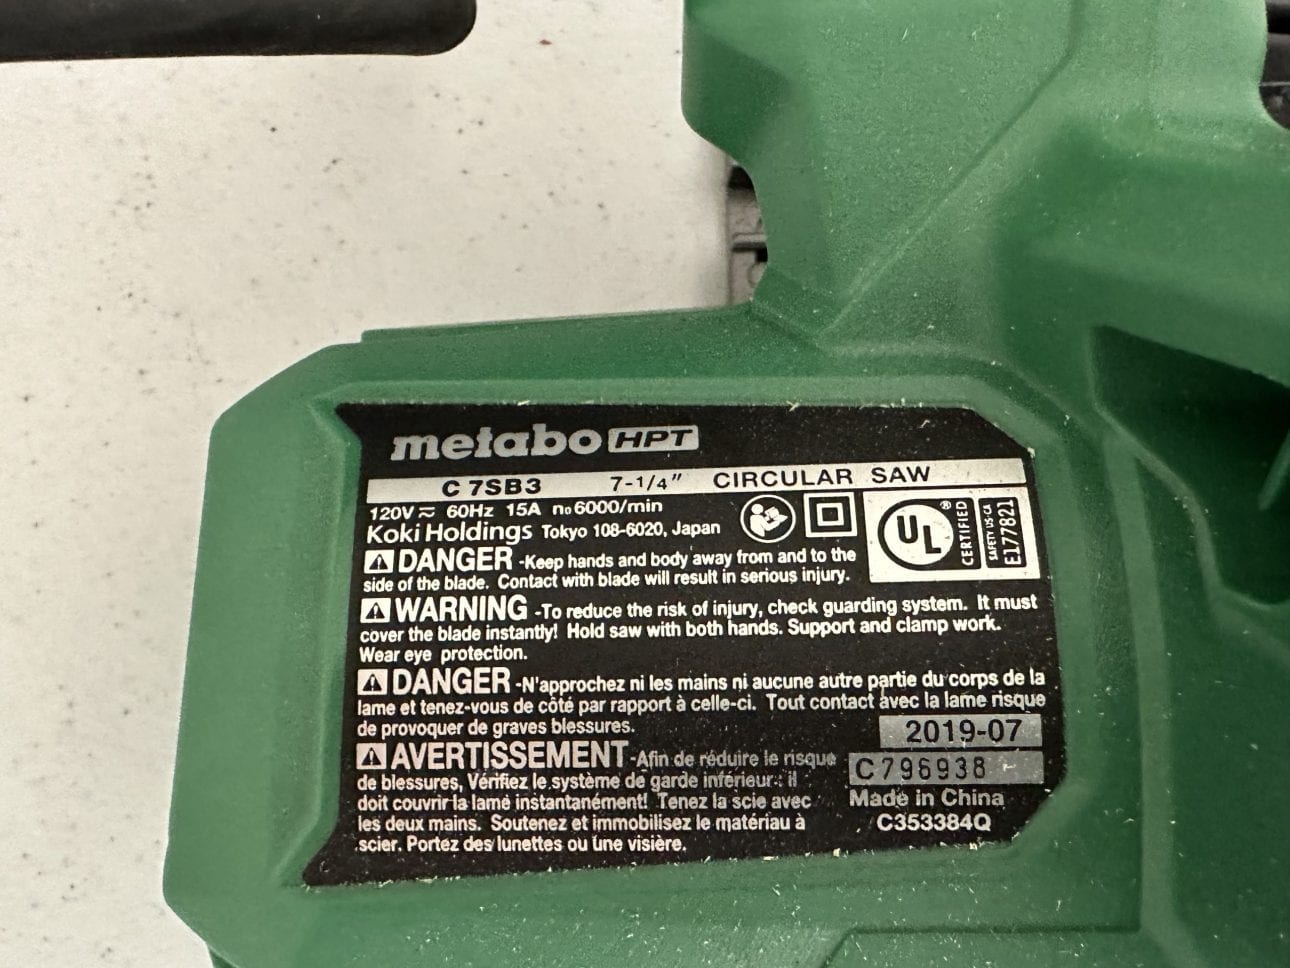 metabo HPT
C 7SB3 7-1/4" CIRCULAR SAW
120V 60Hz 15A no 6000/min
Koki Holdings Tokyo 108-6020, Japan
UL ® CERTIFIED
SAFETY US-CA
E177821
DANGER -Keep hands and body away from and to the
side of the blade. Contact with blade will result in serious injury.
WARNING -To reduce the risk of injury, check guarding system. It must
cover the blade instantly! Hold saw with both hands. Support and clamp work.
Wear eye protection.
DANGER -N'approchez ni les mains ni aucune autre partie du corps de la
lame et tenez-vous de côté par rapport à celle-ci. Tout contact avec la lame risque
de provoquer de graves blessures.
AVERTISSEMENT -Afin de réduire le risque
de blessures, Vérifiez le système de garde inférieur : il
doit couvrir la lame instantanément! Tenez la scie avec
les deux mains. Soutenez et immobilisez le matériau à
scier. Portez des lunettes ou une visière.
2019-07
C796938
Made in China
C353384Q